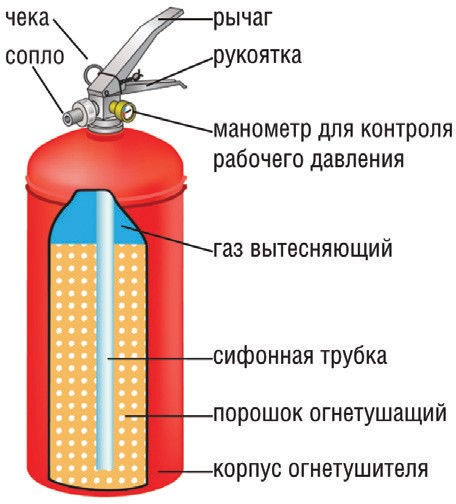 чека
рычаг
сопло
рукоятка
манометр для контроля
рабочего давления
газ вытесняющий
сифонная трубка
порошок огнетушащий
корпус огнетушителя